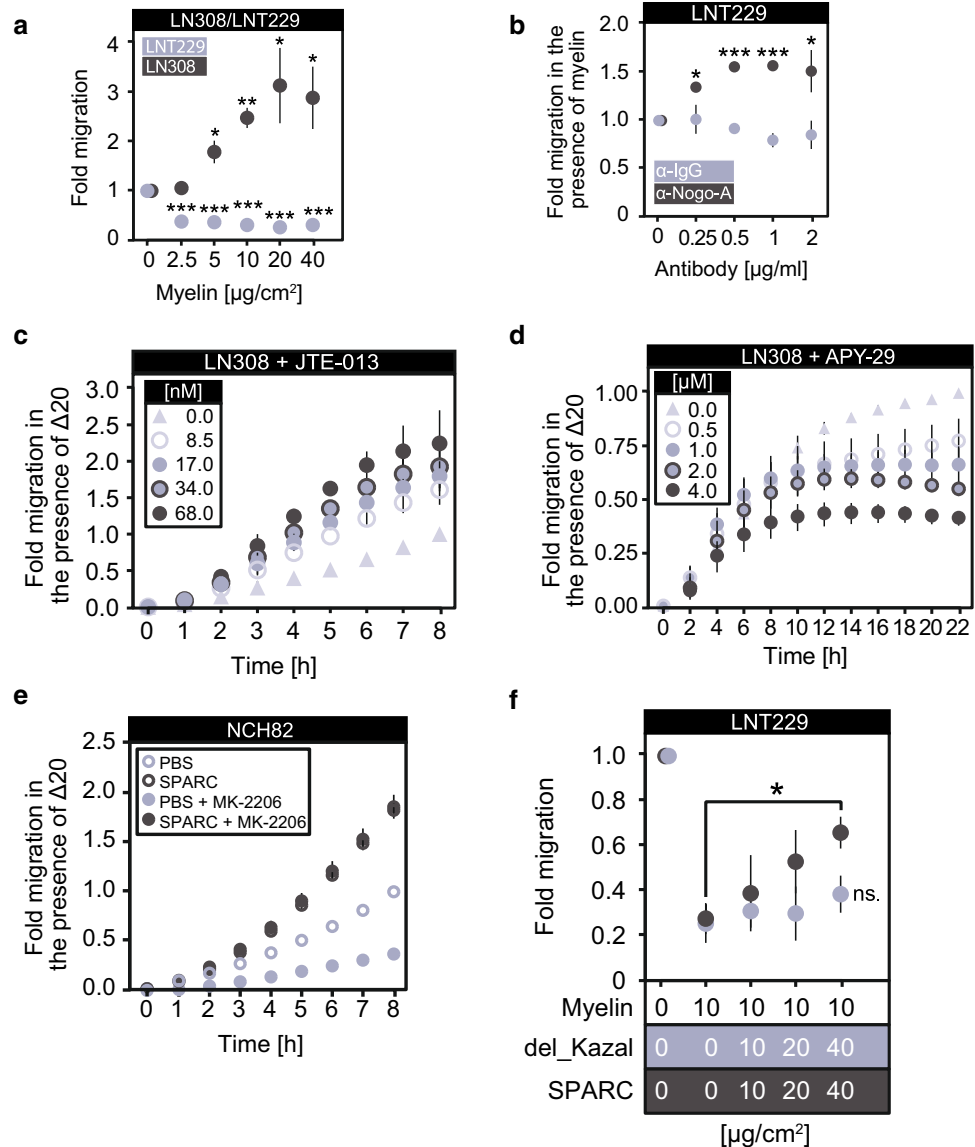 a
LN308/LNT229
LNT229
LN308
Fold migration
4
3
2
1
0
*
*
**
*
*
*** *** *** *** ***
0 2.5 5 10 20 40
Myelin [µg/cm²]
b
LNT229
Fold migration in the
presence of myelin
2.0
1.5
1.0
0.5
0
* *** *** *
α-IgG
α-Nogo-A
0 0.25 0.5 1 2
Antibody [µg/ml]
c
LN308 + JTE-013
[nM]
0.0
8.5
17.0
34.0
68.0
Fold migration in
the presence of Δ20
3.0
2.5
2.0
1.5
1.0
0.5
0.0
0 1 2 3 4 5 6 7 8
Time [h]
d
LN308 + APY-29
[µM]
0.0
0.5
1.0
2.0
4.0
Fold migration in
the presence of Δ20
1.00
0.75
0.50
0.25
0.00
0 2 4 6 8 10 12 14 16 18 20 22
Time [h]
e
NCH82
PBS
SPARC
PBS + MK-2206
SPARC + MK-2206
Fold migration in
the presence of Δ20
2.5
2.0
1.5
1.0
0.5
0.0
0 1 2 3 4 5 6 7 8
Time [h]
f
LNT229
Fold migration
1.0
0.8
0.6
0.4
0.2
0
*
ns.
Myelin 0 10 10 10 10
del_Kazal 0 0 10 20 40
SPARC 0 0 10 20 40
[µg/cm²]